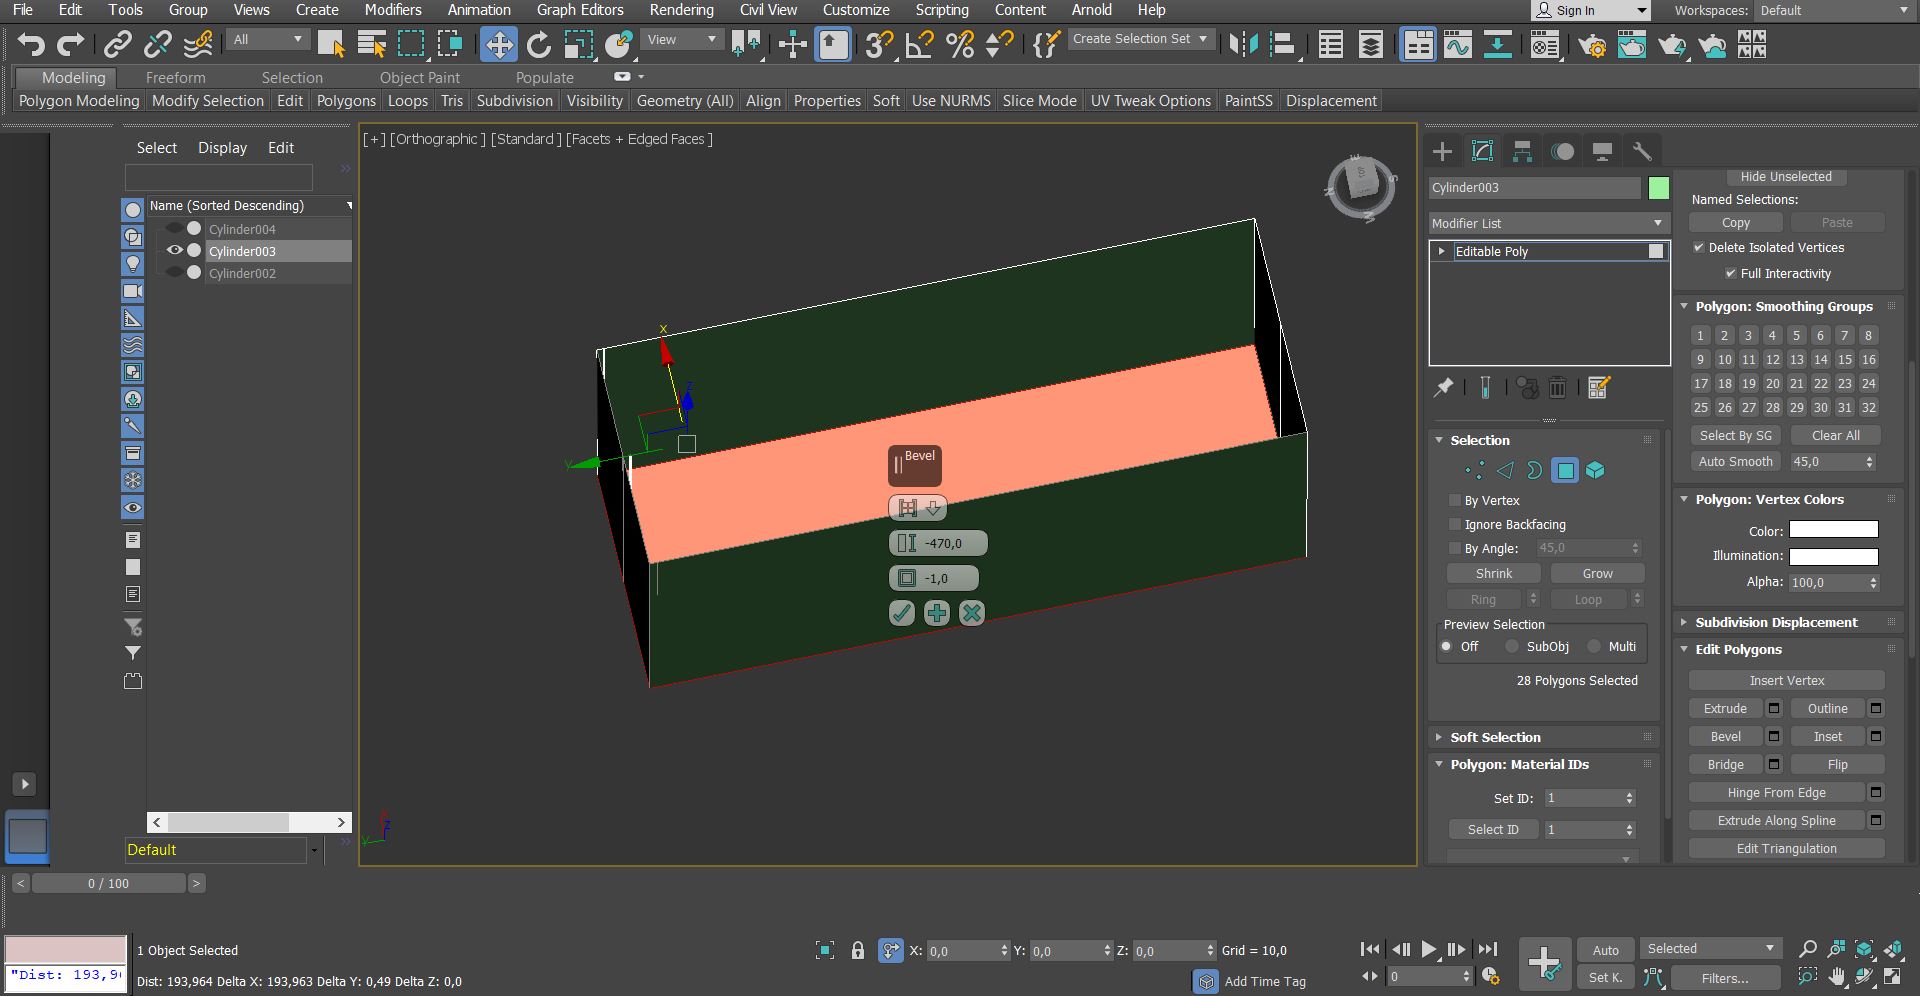 File Edit Tools Group Views Create Modifiers Animation Graph Editors Rendering Civil View Customize Scripting Content Arnold Help Sign In Workspaces: Default
All View Create Selection Set
Modeling Freeform Selection Object Paint Populate
Polygon Modeling Modify Selection Edit Polygons Loops Tris Subdivision Visibility Geometry (All) Align Properties Soft Use NURMS Slice Mode UV Tweak Options PaintSS Displacement
Select Display Edit
Name (Sorted Descending)
Cylinder004
Cylinder003
Cylinder002
Default
[+] [Orthographic ] [Standard ] [Facets + Edged Faces ]
x
z
y
Bevel
-470,0
-1,0
z
y
Cylinder003
Modifier List
Editable Poly
Selection
By Vertex
Ignore Backfacing
By Angle: 45,0
Shrink Grow
Ring Loop
Preview Selection
Off SubObj Multi
28 Polygons Selected
Soft Selection
Polygon: Material IDs
Set ID: 1
Select ID 1
Hide Unselected
Named Selections:
Copy Paste
Delete Isolated Vertices
Full Interactivity
Polygon: Smoothing Groups
1 2 3 4 5 6 7 8
9 10 11 12 13 14 15 16
17 18 19 20 21 22 23 24
25 26 27 28 29 30 31 32
Select By SG Clear All
Auto Smooth 45,0
Polygon: Vertex Colors
Color:
Illumination:
Alpha: 100,0
Subdivision Displacement
Edit Polygons
Insert Vertex
Extrude Outline
Bevel Inset
Bridge Flip
Hinge From Edge
Extrude Along Spline
Edit Triangulation
< 0 / 100 >
1 Object Selected
X: 0,0 Y: 0,0 Z: 0,0 Grid = 10,0
Auto Selected
"Dist: 193,9
Dist: 193,964 Delta X: 193,963 Delta Y: 0,49 Delta Z: 0,0
Add Time Tag
0
Set K. Filters...